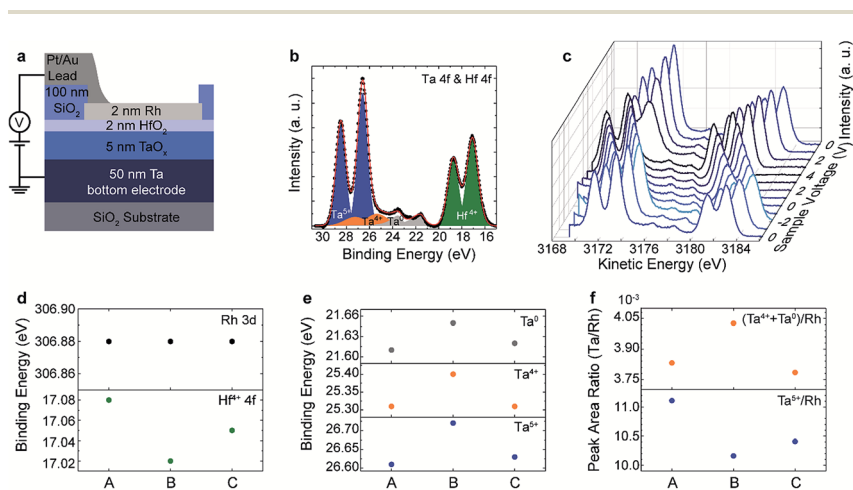 a
Pt/Au
Lead
100 nm
SiO₂
2 nm Rh
2 nm HfO₂
5 nm TaOₓ
50 nm Ta
bottom electrode
SiO₂ Substrate
V
b
Ta 4f & Hf 4f
Intensity (a. u.)
Ta⁵⁺
Ta⁴⁺
Ta⁰
Hf⁴⁺
30 28 26 24 22 20 18 16
Binding Energy (eV)
c
Intensity (a. u.)
0
2
4
2
0
2
0
Sample Voltage (V)
3168 3172 3176 3180 3184
Kinetic Energy (eV)
d
Binding Energy (eV)
306.90
306.88
306.86
Rh 3d
17.08
17.06
17.04
17.02
Hf⁴⁺ 4f
A B C
e
Binding Energy (eV)
21.66
21.63
21.60
Ta⁰
25.40
25.35
25.30
Ta⁴⁺
26.70
26.65
26.60
Ta⁵⁺
A B C
f
10⁻³
Peak Area Ratio (Ta/Rh)
4.05
3.90
3.75
(Ta⁴⁺+Ta⁰)/Rh
11.0
10.5
10.0
Ta⁵⁺/Rh
A B C